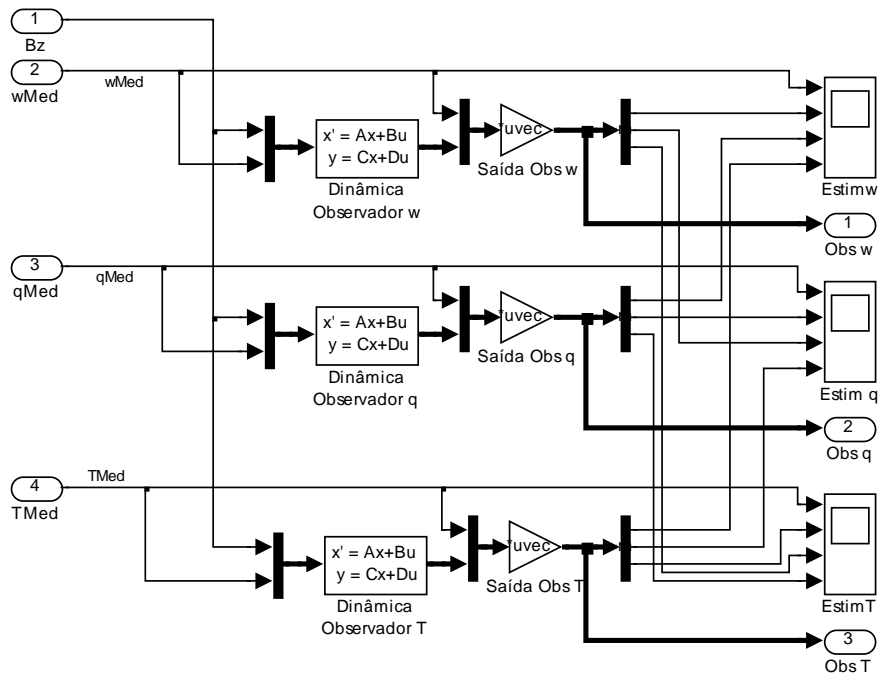 1
Bz
2
wMed
wMed
x' = Ax+Bu
y = Cx+Du
Dinâmica
Observador w
*uvec
Saída Obs w
Estim w
1
Obs w
3
qMed
qMed
x' = Ax+Bu
y = Cx+Du
Dinâmica
Observador q
*uvec
Saída Obs q
Estim q
2
Obs q
4
TMed
TMed
x' = Ax+Bu
y = Cx+Du
Dinâmica
Observador T
*uvec
Saída Obs T
Estim T
3
Obs T